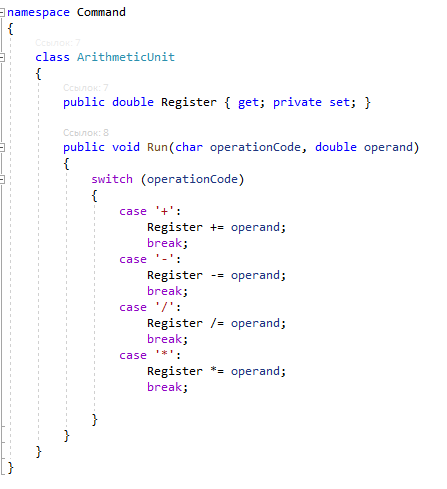 namespace Command
{
Ссылок: 7
    class ArithmeticUnit
    {
        Ссылок: 7
        public double Register { get; private set; }

        Ссылок: 8
        public void Run(char operationCode, double operand)
        {
            switch (operationCode)
            {
                case '+':
                    Register += operand;
                    break;
                case '-':
                    Register -= operand;
                    break;
                case '/':
                    Register /= operand;
                    break;
                case '*':
                    Register *= operand;
                    break;

            }
        }
    }
}